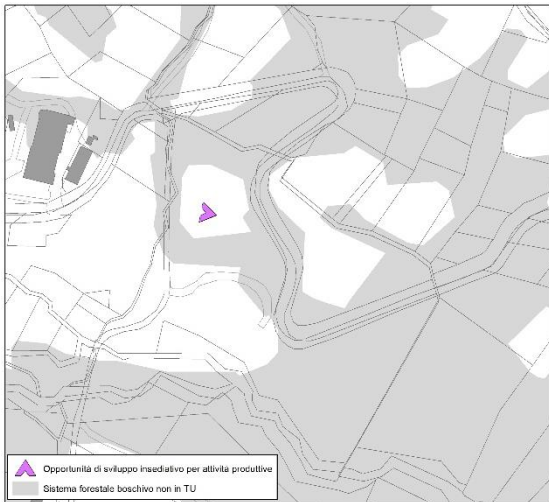 Opportunità di sviluppo insediativo per attività produttive
Sistema forestale boschivo non in TU